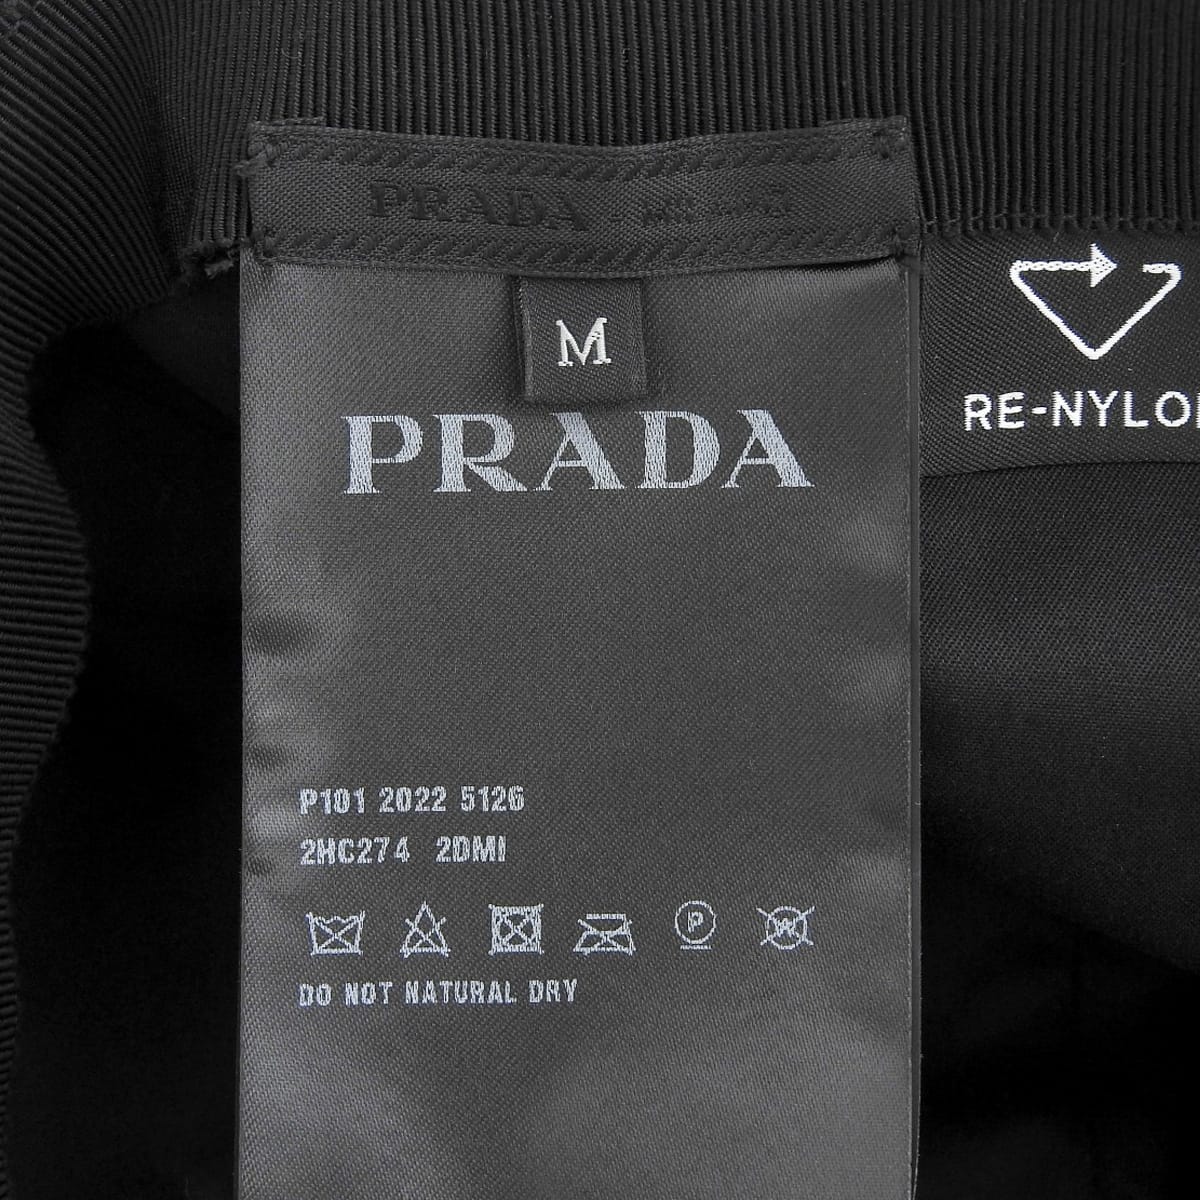 PRADA
M
PRADA
RE-NYLO
P101 2022 5126
2HC274 2DMI
P
DO NOT NATURAL DRY